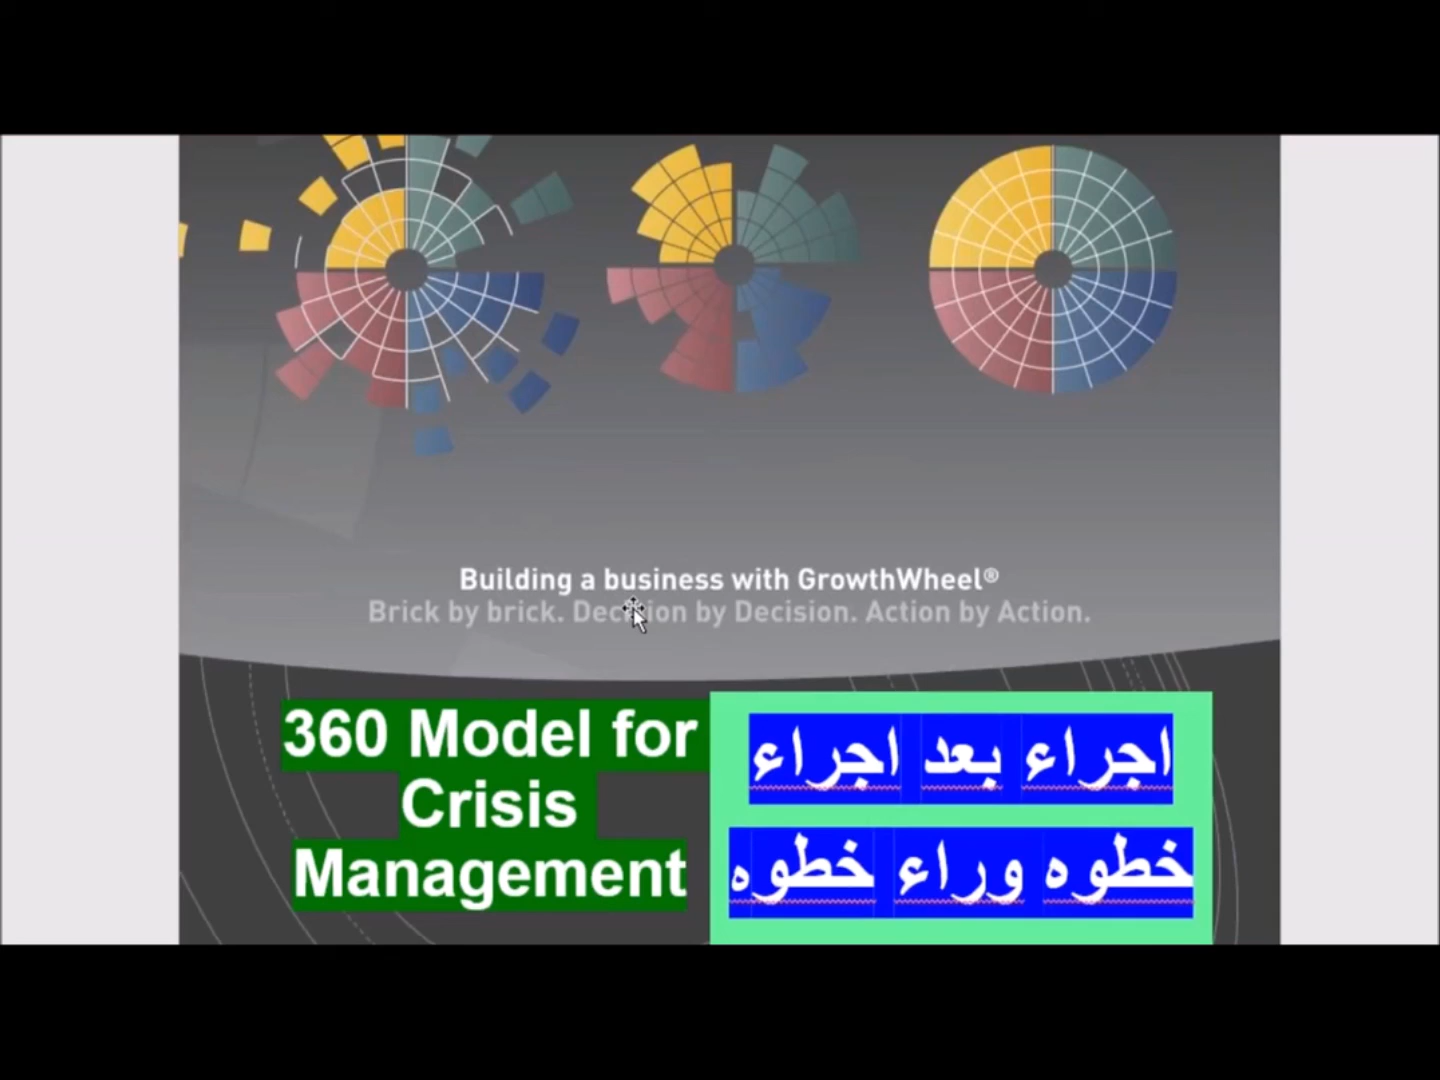 Building a business with GrowthWheel®
Brick by brick. Decision by Decision. Action by Action.
360 Model for
Crisis
Management
اجراء بعد اجراء
خطوه وراء خطوه